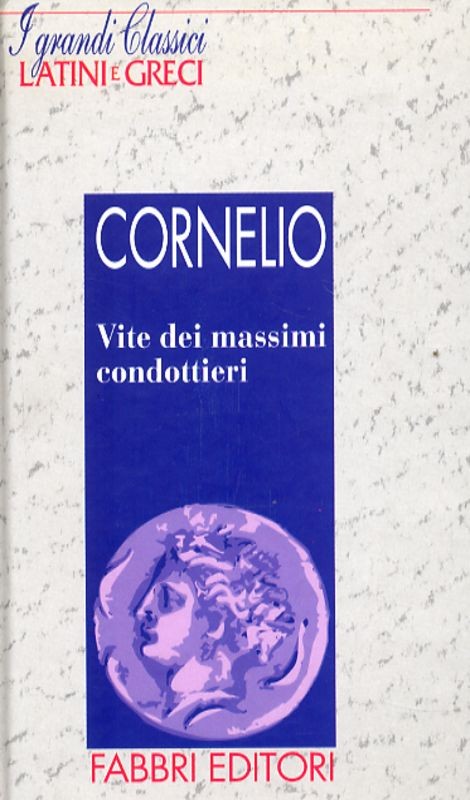 I grandi Classici
LATINI E GRECI
CORNELIO
Vite dei massimi
condottieri
FABBRI EDITORI